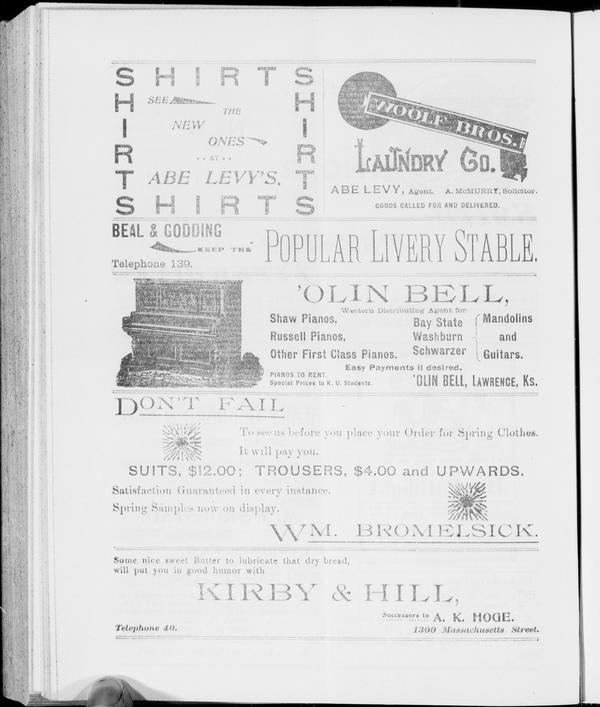 SHIRTS
SHIRTS
SHIRTS
SHIRTS
SEE
THE
NEW
ONES
AT
ABE LEVY'S,
WOOLF BROS.
LAUNDRY CO.
ABE LEVY, Agent. A. McMURRY, Solicitor.
GOODS CALLED FOR AND DELIVERED.
BEAL & GODDING
KEEP THE
POPULAR LIVERY STABLE.
Telephone 139.
'OLIN BELL,
Western Distributing Agent for
Shaw Pianos,
Russell Pianos,
Other First Class Pianos.
Bay State
Washburn
Schwarzer
Mandolins
and
Guitars.
Easy Payments if desired.
PIANOS TO RENT.
Special Prices to K. U. Students.
'OLIN BELL, LAWRENCE, KS.
DON'T FAIL
To see us before you place your Order for Spring Clothes.
It will pay you.
SUITS, $12.00; TROUSERS, $4.00 and UPWARDS.
Satisfaction Guaranteed in every instance.
Spring Samples now on display.
WM. BROMELSICK.
Some nice sweet Butter to lubricate that dry bread,
will put you in good humor with
KIRBY & HILL,
Successors to A. K. HOGE.
Telephone 40.
1300 Massachusetts Street.